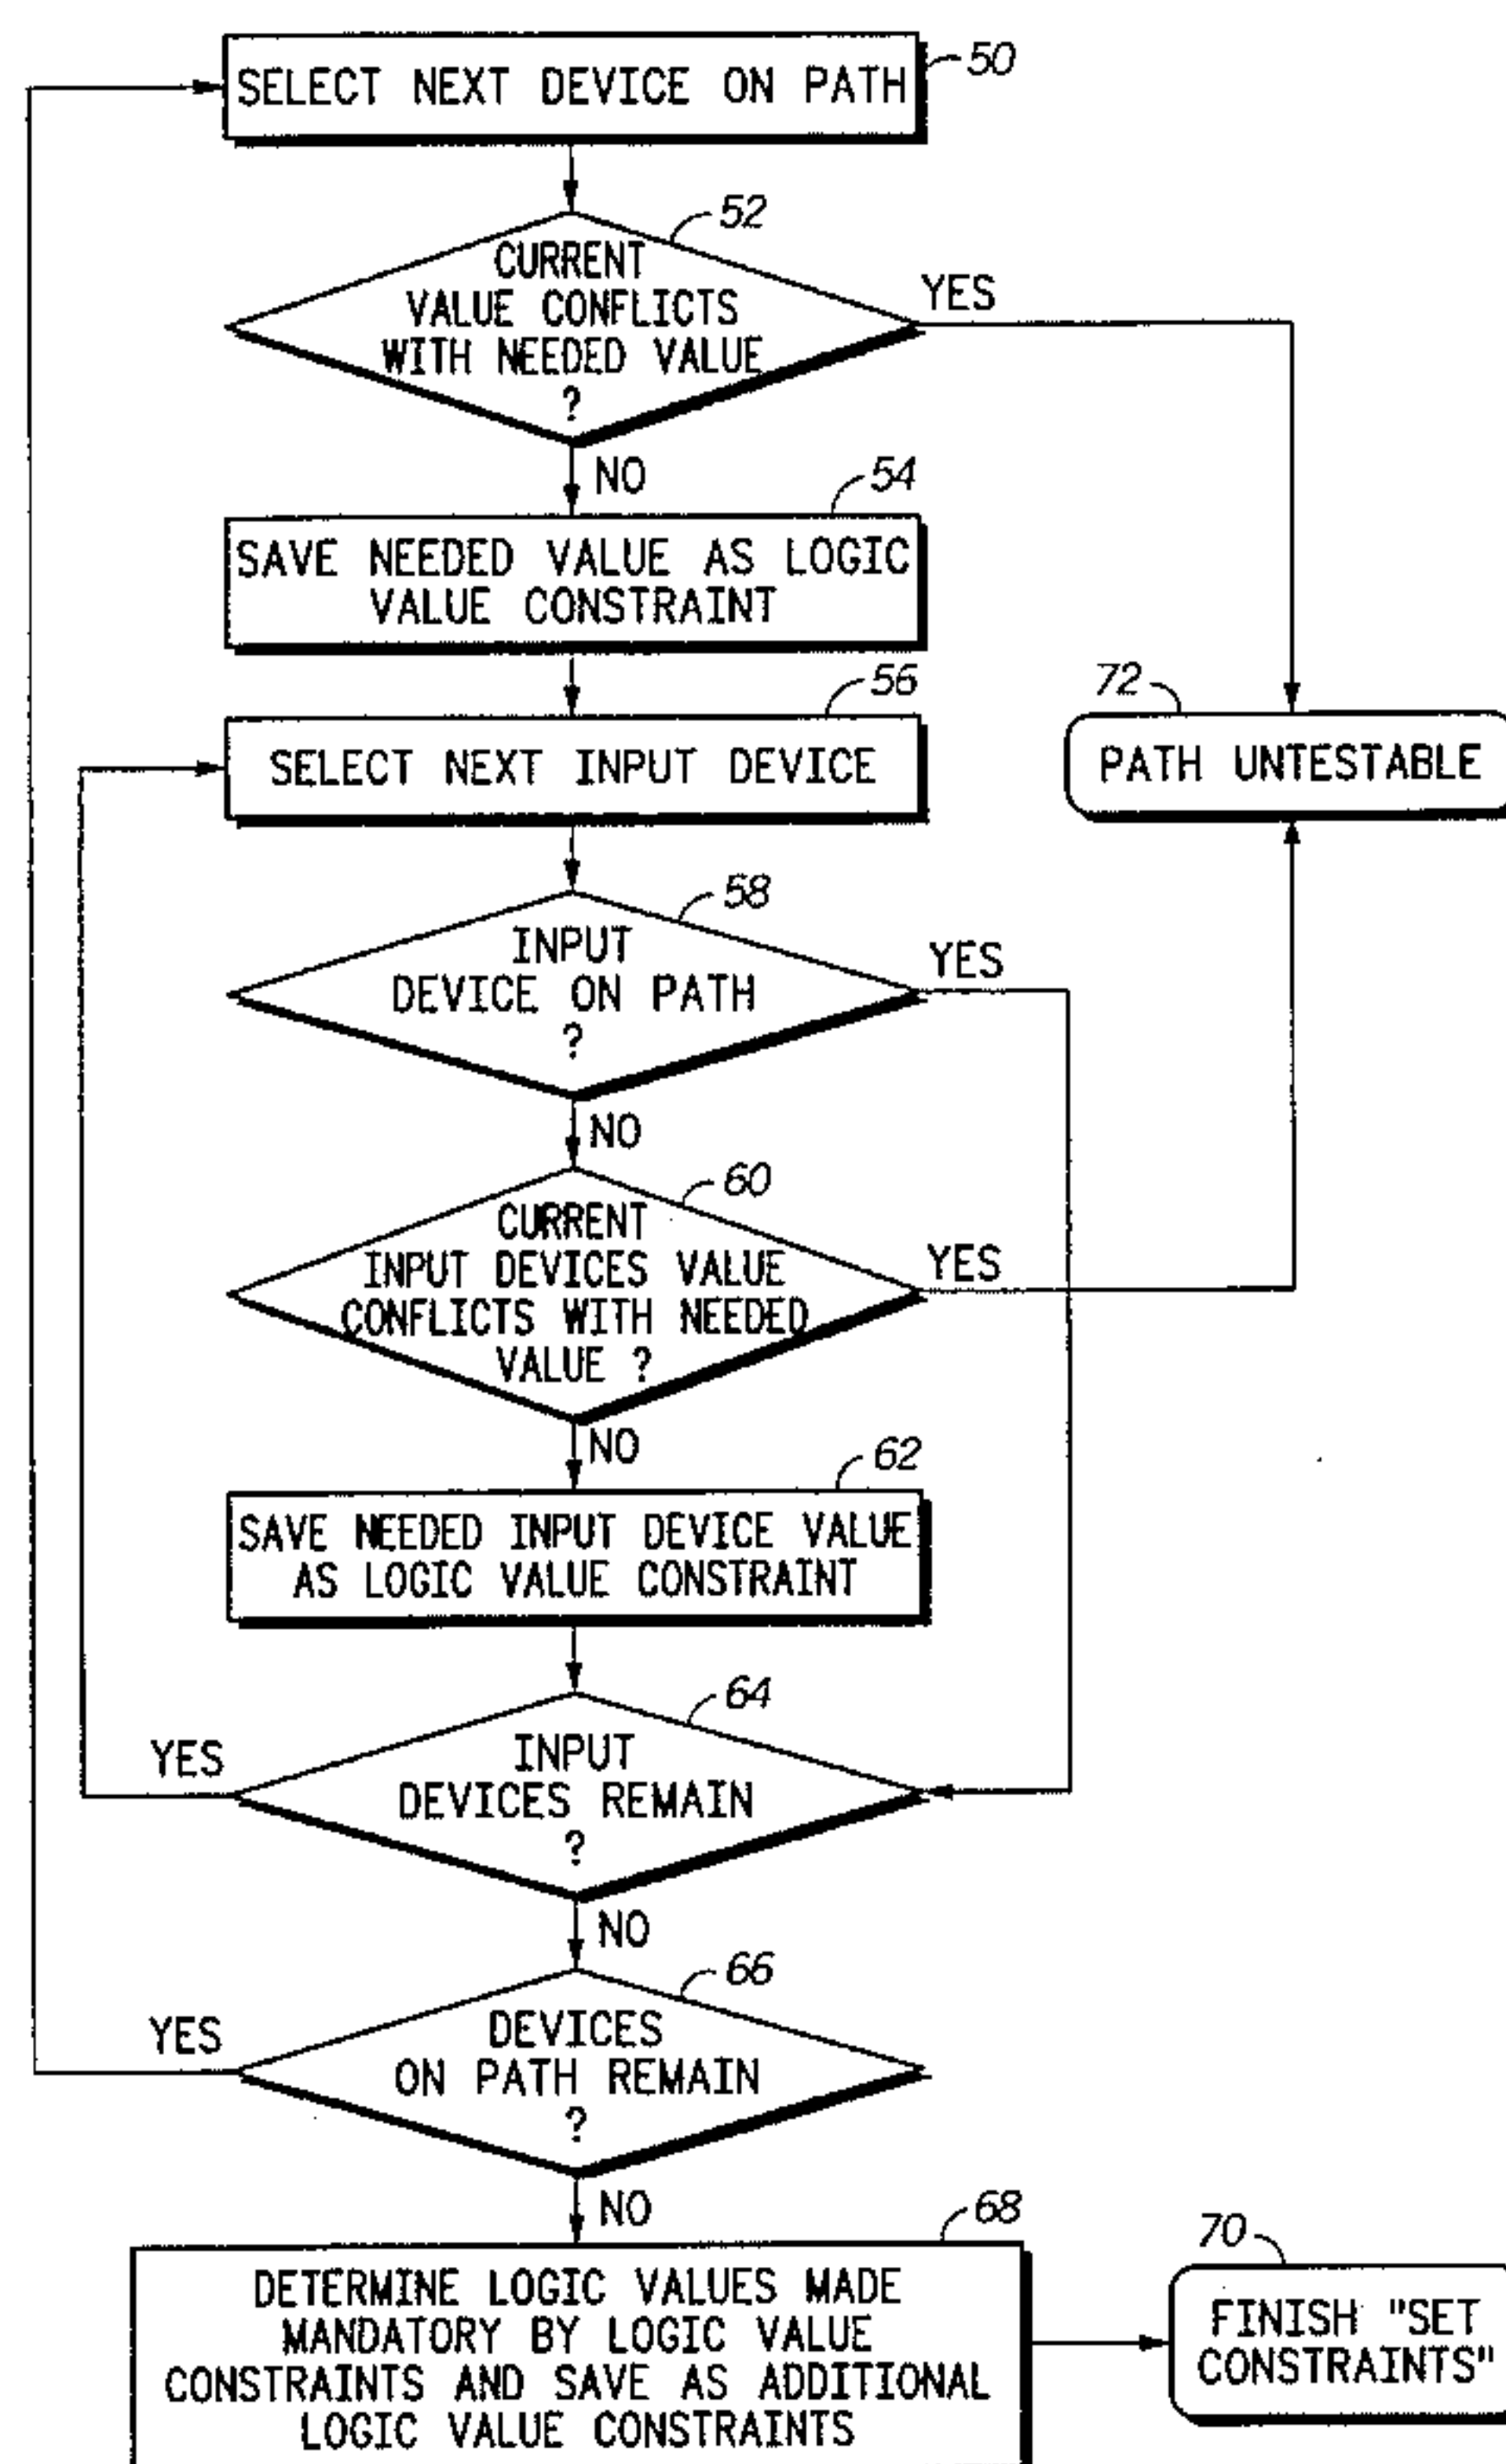 SELECT NEXT DEVICE ON PATH
50
52
CURRENT
VALUE CONFLICTS
WITH NEEDED VALUE
?
YES
NO
54
SAVE NEEDED VALUE AS LOGIC
VALUE CONSTRAINT
56
SELECT NEXT INPUT DEVICE
72
PATH UNTESTABLE
58
INPUT
DEVICE ON PATH
?
YES
NO
60
CURRENT
INPUT DEVICES VALUE
CONFLICTS WITH NEEDED
VALUE ?
YES
NO
62
SAVE NEEDED INPUT DEVICE VALUE
AS LOGIC VALUE CONSTRAINT
64
INPUT
DEVICES REMAIN
?
YES
NO
66
DEVICES
ON PATH REMAIN
?
YES
NO
68
DETERMINE LOGIC VALUES MADE
MANDATORY BY LOGIC VALUE
CONSTRAINTS AND SAVE AS ADDITIONAL
LOGIC VALUE CONSTRAINTS
70
FINISH "SET
CONSTRAINTS"